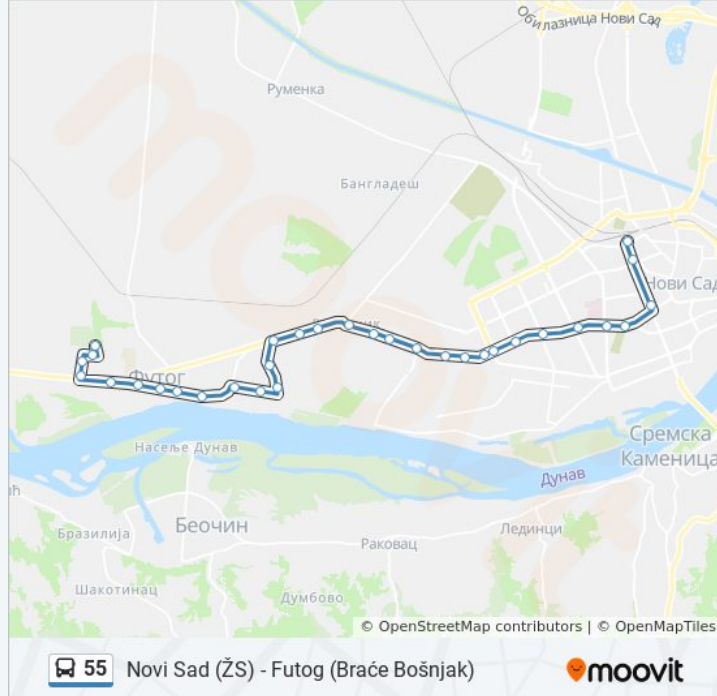 Обилазница Нови Сад
Руменка
Бангладеш
Нови Сад
Футог
Насеље Дунав
Сремска
Каменица
Дунав
Беочин
Бразилија
Раковац
Лединци
Шакотинац
Думбово
© OpenStreetMap contributors | © OpenMapTiles
55 Novi Sad (ŽS) - Futog (Braće Bošnjak)
moovit